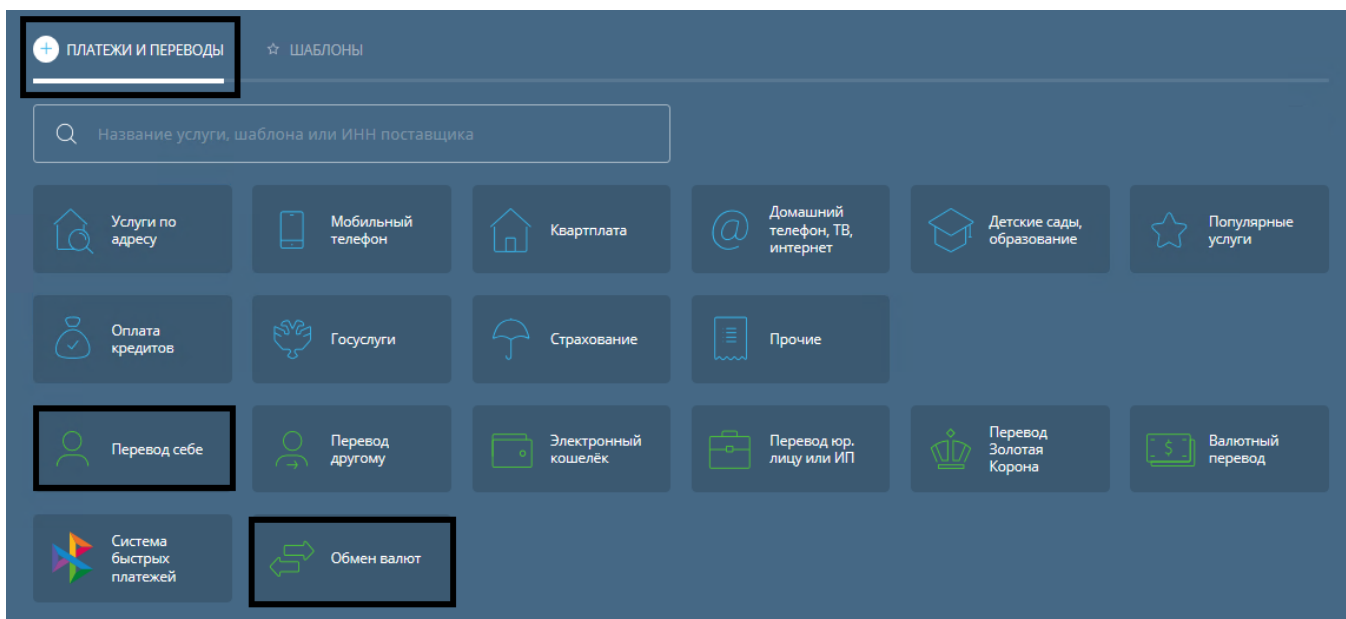 ПЛАТЕЖИ И ПЕРЕВОДЫ
ШАБЛОНЫ
Название услуги, шаблона или ИНН поставщика
Услуги по
адресу
Мобильный
телефон
Квартплата
Домашний
телефон, ТВ,
интернет
Детские сады,
образование
Популярные
услуги
Оплата
кредитов
Госуслуги
Страхование
Прочие
Перевод себе
Перевод
другому
Электронный
кошелёк
Перевод юр.
лицу или ИП
Перевод
Золотая
Корона
Валютный
перевод
Система
быстрых
платежей
Обмен валют